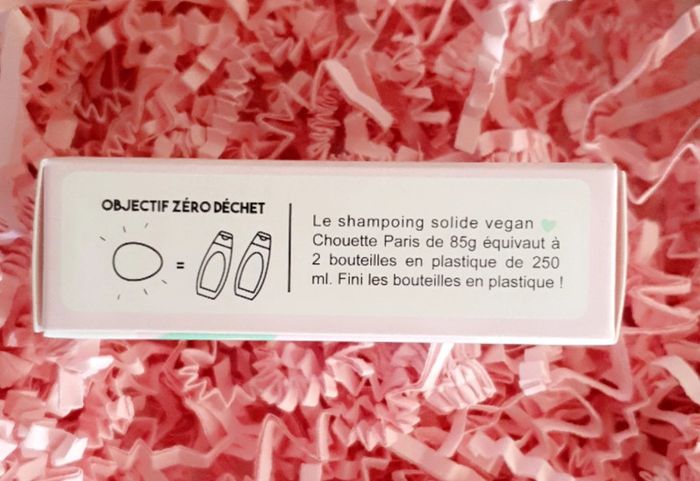 OBJECTIF ZÉRO DÉCHET
=
Le shampoing solide vegan
Chouette Paris de 85g équivaut à
2 bouteilles en plastique de 250
ml. Fini les bouteilles en plastique !